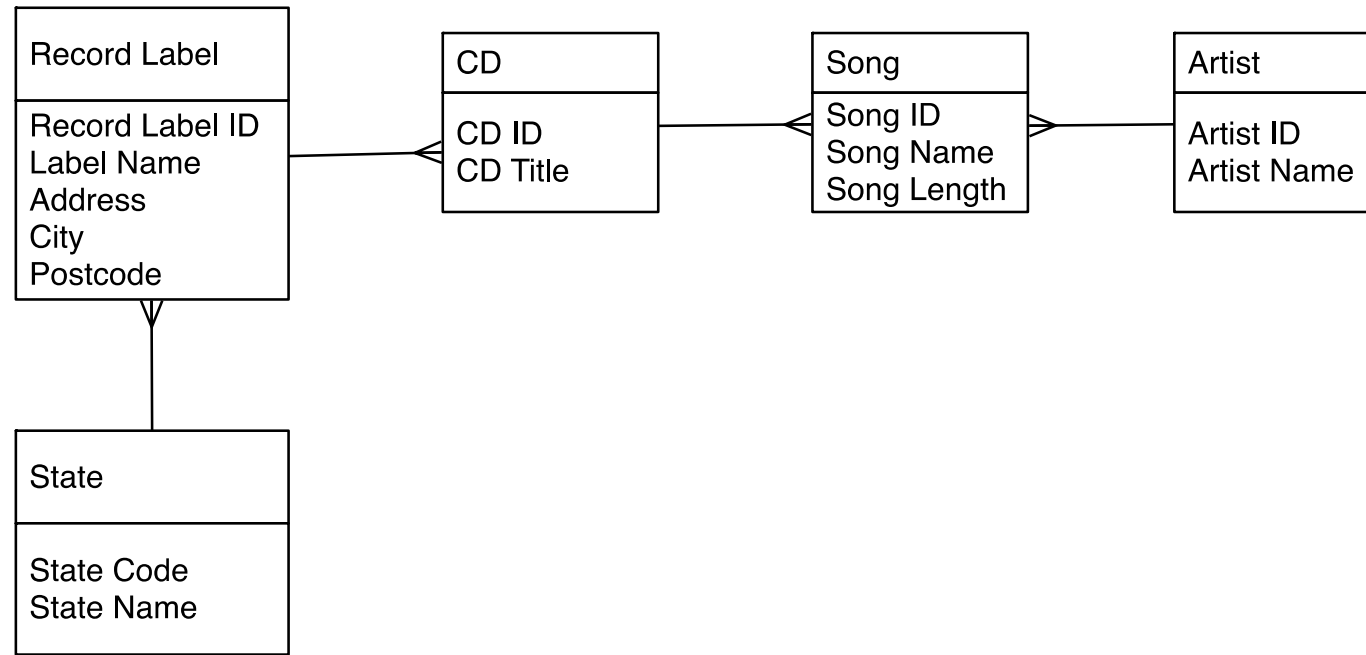 Record Label
Record Label ID
Label Name
Address
City
Postcode
CD
CD ID
CD Title
Song
Song ID
Song Name
Song Length
Artist
Artist ID
Artist Name
State
State Code
State Name